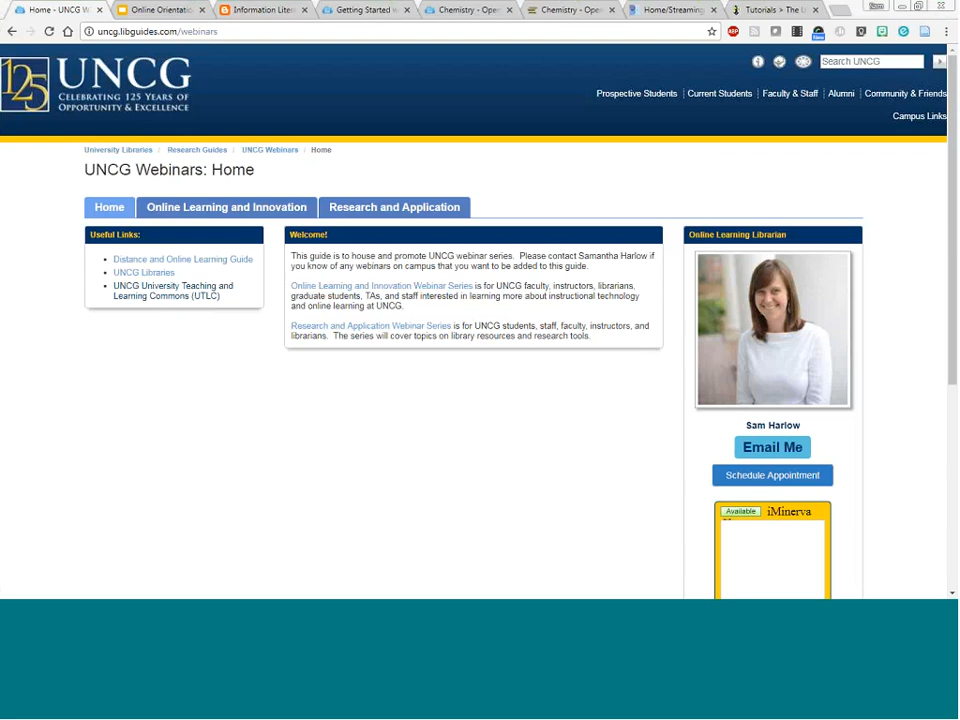 Home - UNCG W
Online Orientatio
Information Liter
Getting Started w
Chemistry - Ope
Chemistry - Ope
Home/Streaming
Tutorials > The U
uncg.libguides.com/webinars
125
UNCG
CELEBRATING 125 YEARS OF
OPPORTUNITY & EXCELLENCE
Search UNCG
Prospective Students | Current Students | Faculty & Staff | Alumni | Community & Friends
Campus Links
University Libraries / Research Guides / UNCG Webinars / Home
UNCG Webinars: Home
Home
Online Learning and Innovation
Research and Application
Useful Links:
• Distance and Online Learning Guide
• UNCG Libraries
• UNCG University Teaching and
Learning Commons (UTLC)
Welcome!
This guide is to house and promote UNCG webinar series. Please contact Samantha Harlow if
you know of any webinars on campus that you want to be added to this guide.
Online Learning and Innovation Webinar Series is for UNCG faculty, instructors, librarians,
graduate students, TAs, and staff interested in learning more about instructional technology
and online learning at UNCG.
Research and Application Webinar Series is for UNCG students, staff, faculty, instructors, and
librarians. The series will cover topics on library resources and research tools.
Online Learning Librarian
Sam Harlow
Email Me
Schedule Appointment
Available
iMinerva